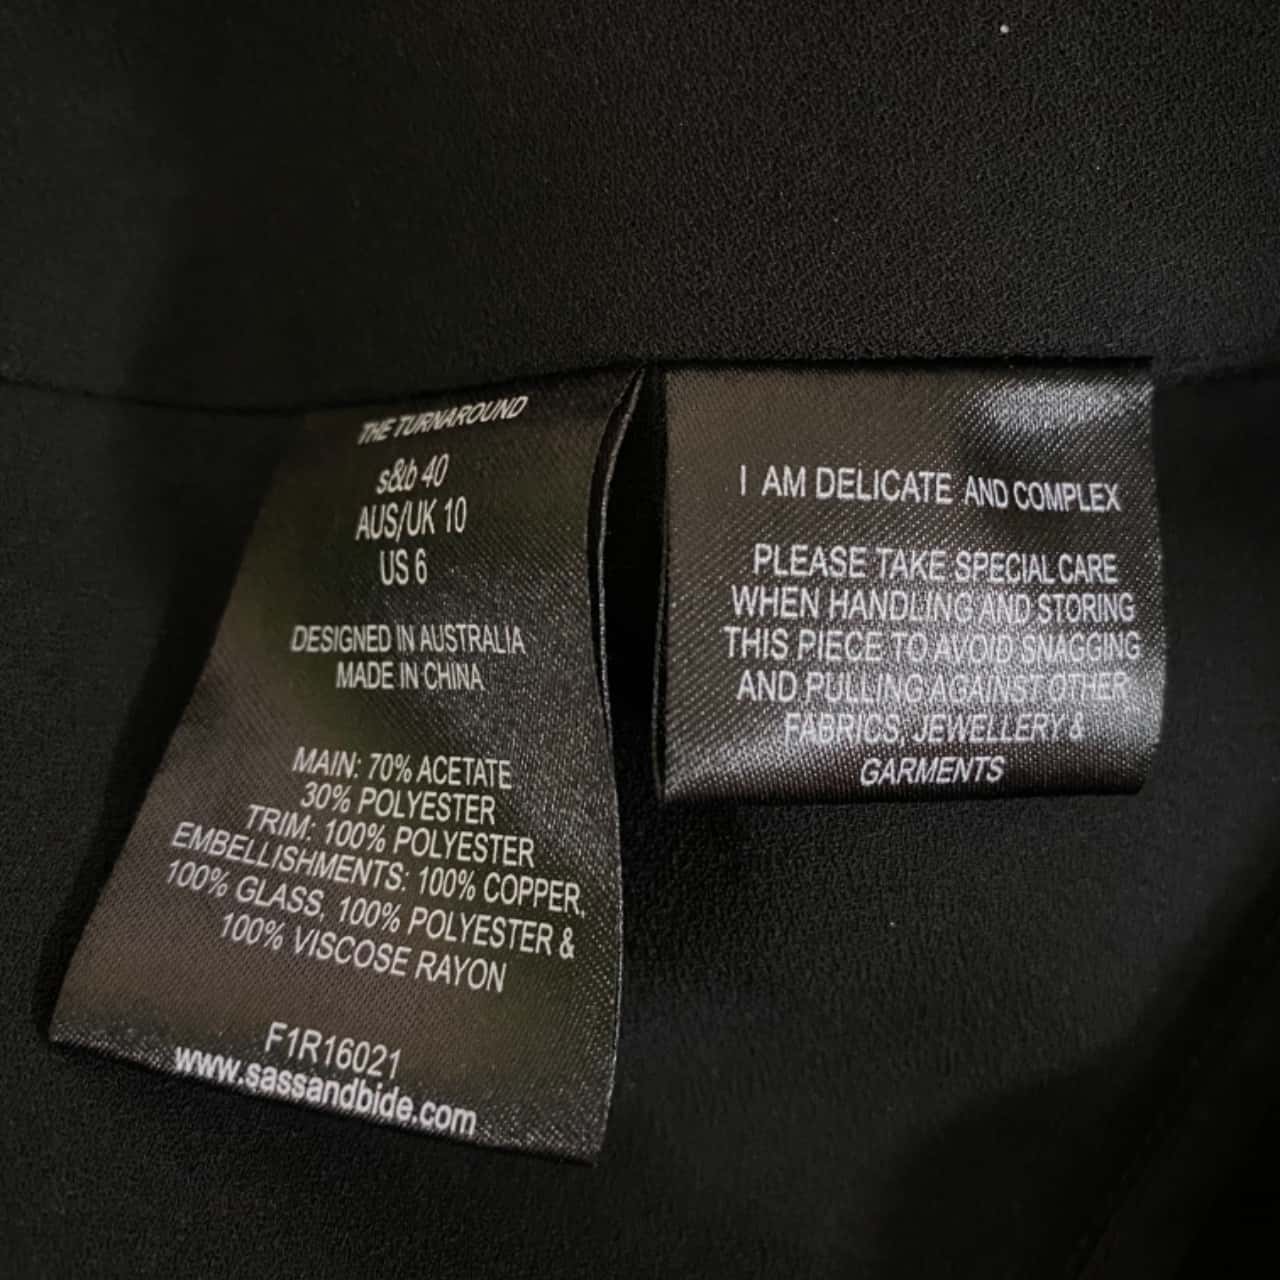 THE TURNAROUND
s&b 40
AUS/UK 10
US 6
DESIGNED IN AUSTRALIA
MADE IN CHINA
MAIN: 70% ACETATE
30% POLYESTER
TRIM: 100% POLYESTER
EMBELLISHMENTS: 100% COPPER,
100% GLASS, 100% POLYESTER &
100% VISCOSE RAYON
F1R16021
www.sassandbide.com
I AM DELICATE AND COMPLEX
PLEASE TAKE SPECIAL CARE
WHEN HANDLING AND STORING
THIS PIECE TO AVOID SNAGGING
AND PULLING AGAINST OTHER
FABRICS, JEWELLERY &
GARMENTS